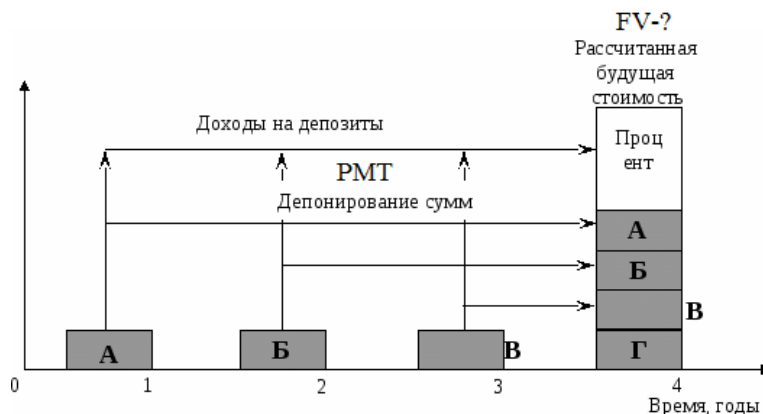 FV-?
Рассчитанная
будущая
стоимость
Доходы на депозиты
Проц
ент
PMT
Депонирование сумм
А
Б
В
А
Б
В
Г
0
1
2
3
4
Время, годы